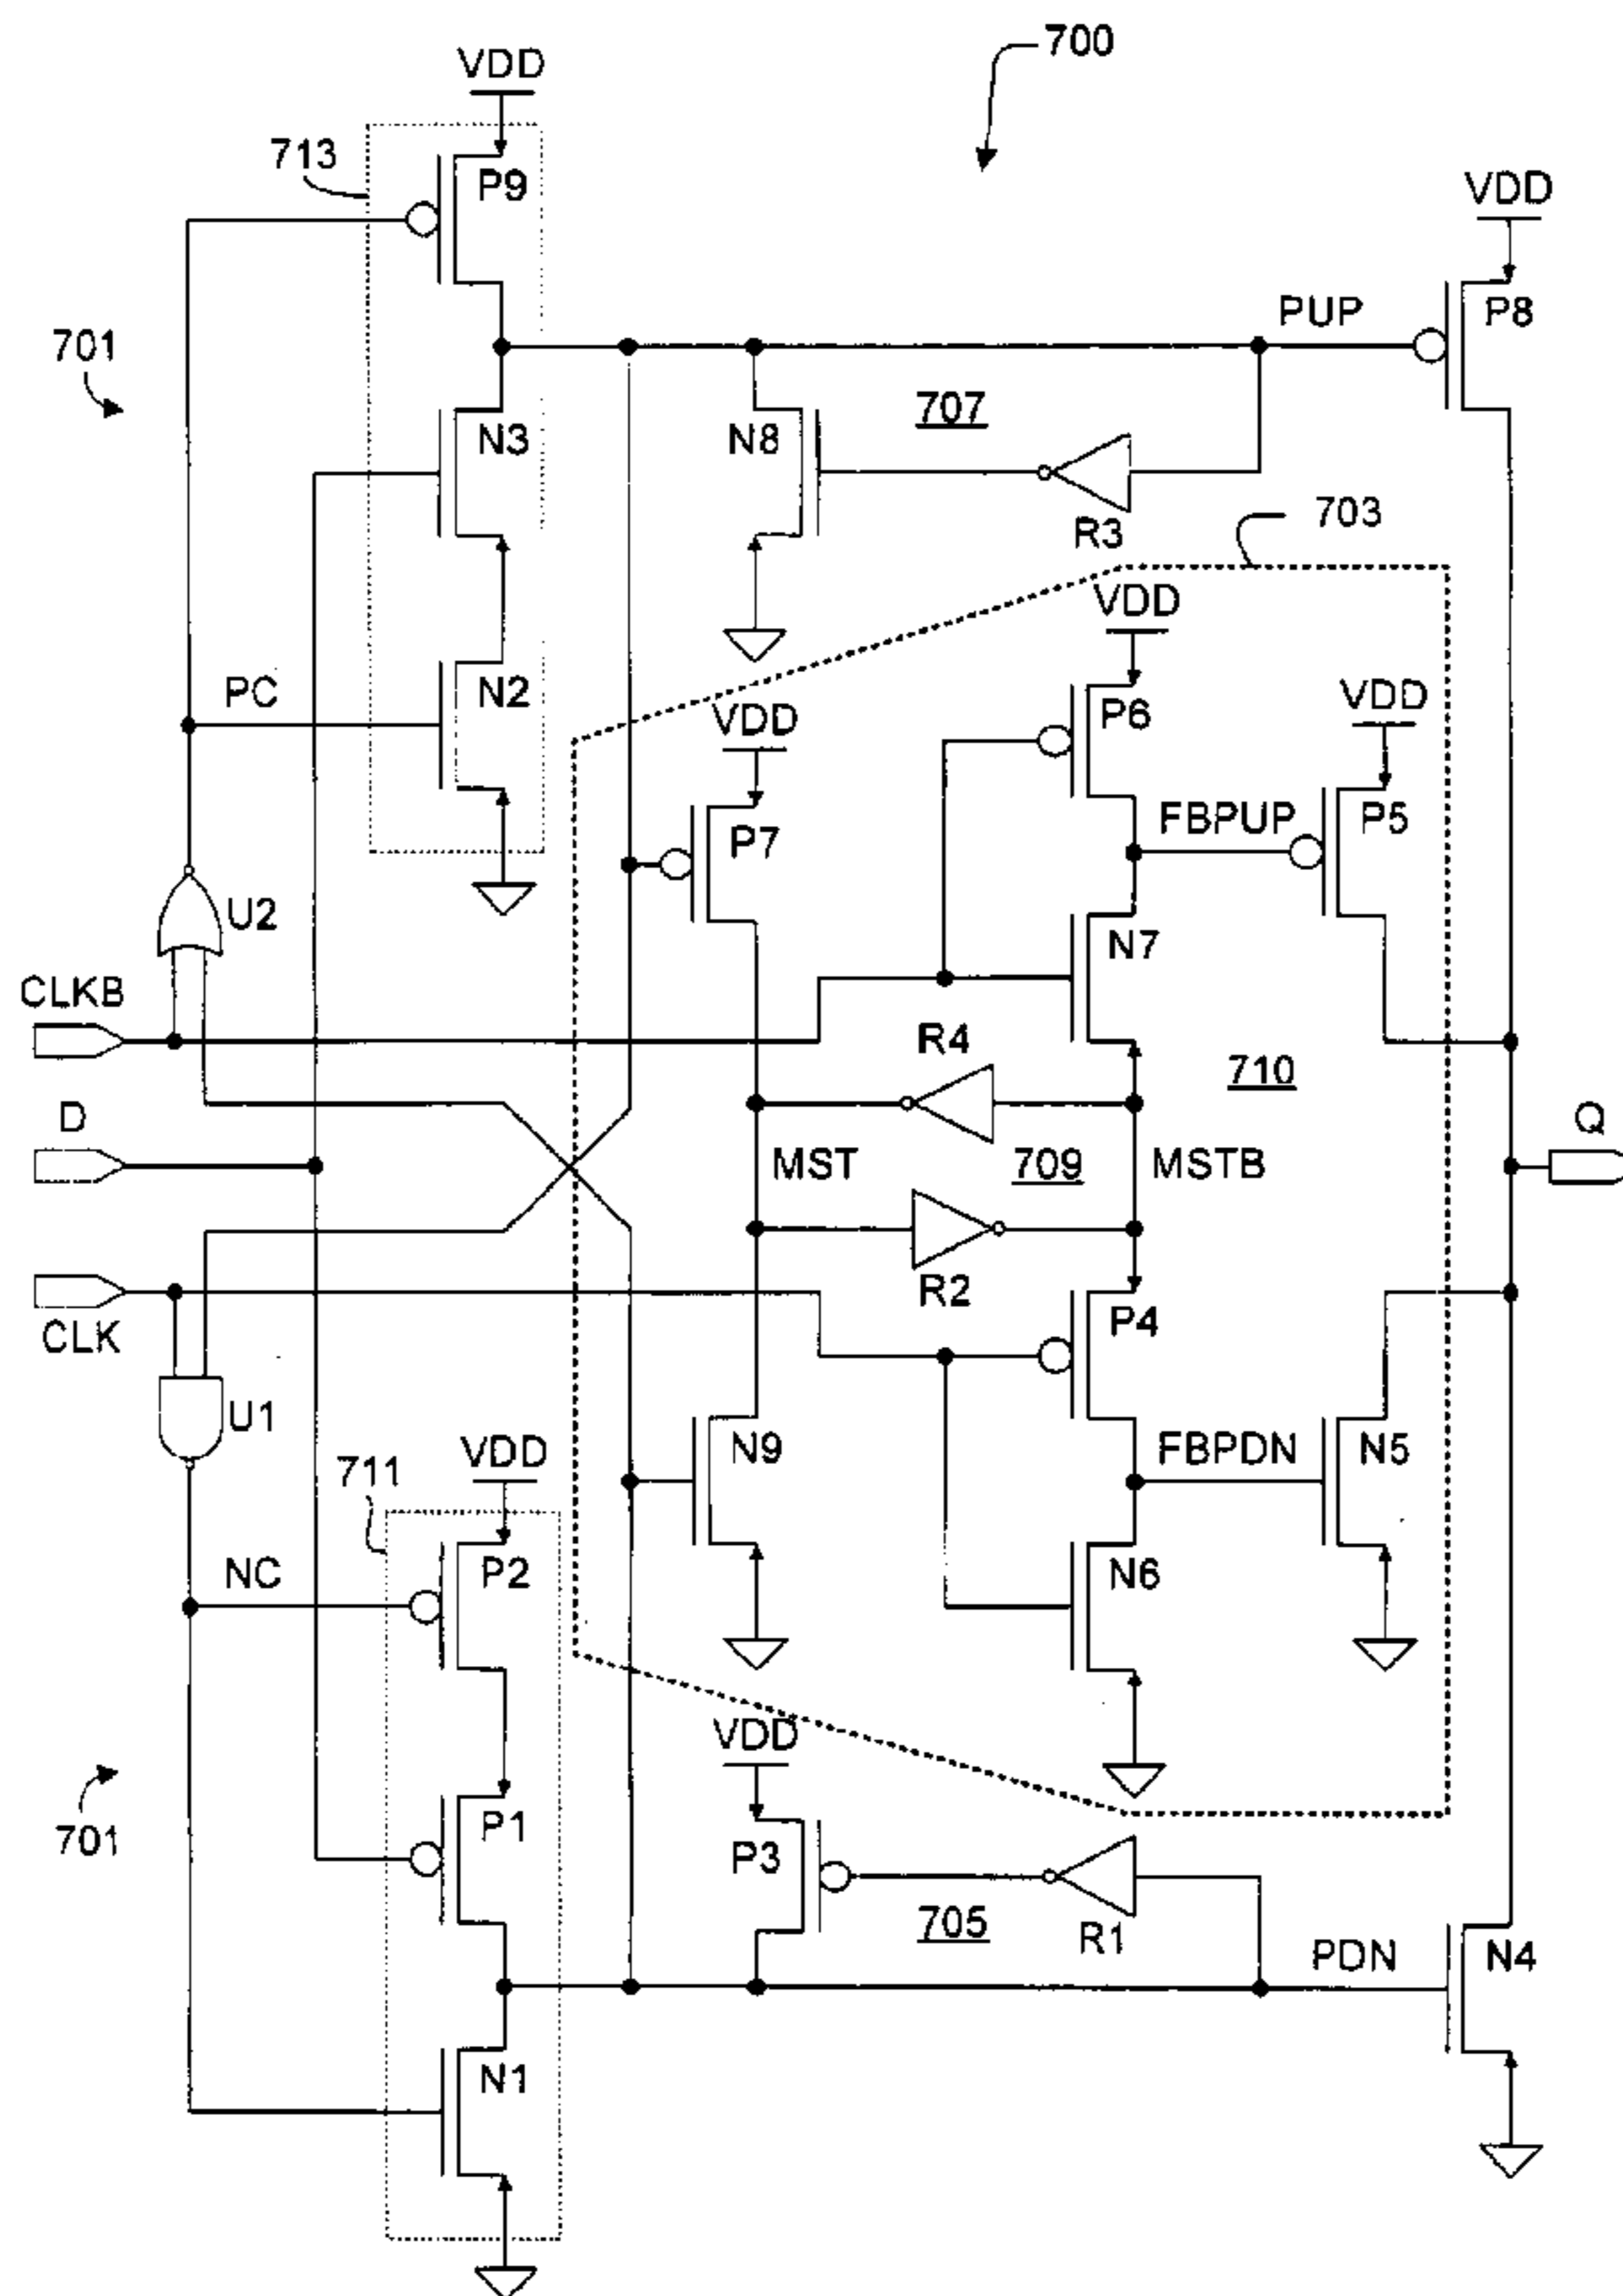 700
VDD
713
P9
VDD
PUP
P8
701
707
N3
N8
R3
703
VDD
PC
N2
P6
VDD
VDD
P7
FBPUP
P5
U2
N7
CLKB
R4
710
D
MST
709
MSTB
Q
R2
CLK
P4
U1
N9
FBPDN
N5
VDD
711
NC
P2
N6
VDD
P1
P3
701
705
R1
PDN
N4
N1